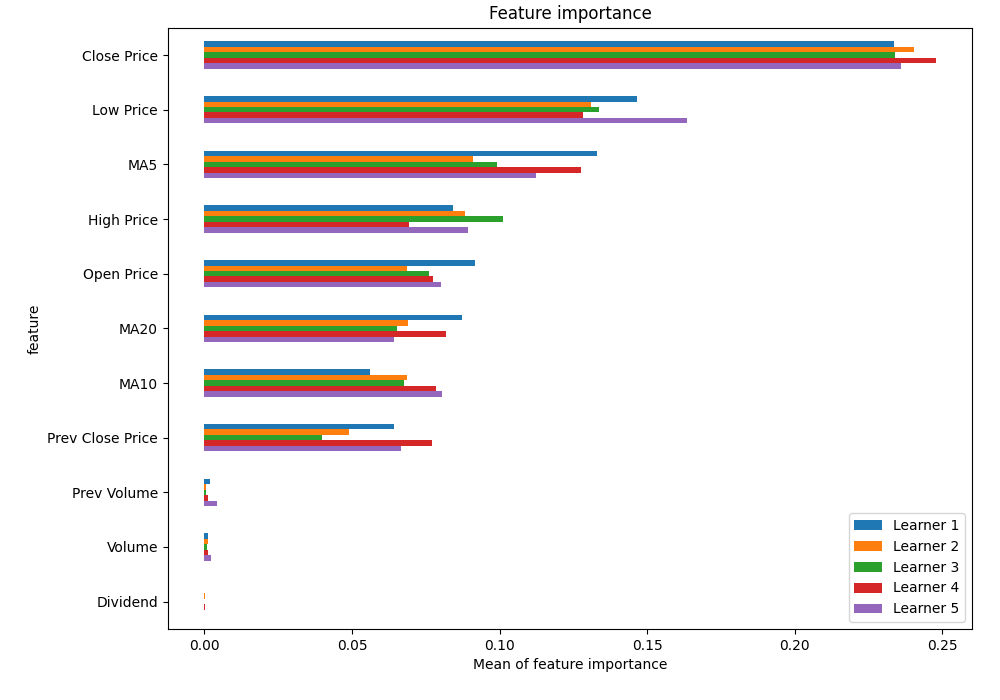 Feature importance
Close Price
Low Price
MA5
High Price
Open Price
MA20
MA10
Prev Close Price
Prev Volume
Volume
Dividend
feature
Learner 1
Learner 2
Learner 3
Learner 4
Learner 5
0.00 0.05 0.10 0.15 0.20 0.25
Mean of feature importance